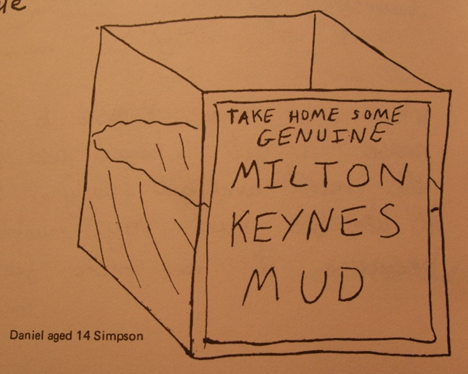 TAKE HOME SOME
GENUINE
MILTON
KEYNES
MUD
Daniel aged 14 Simpson